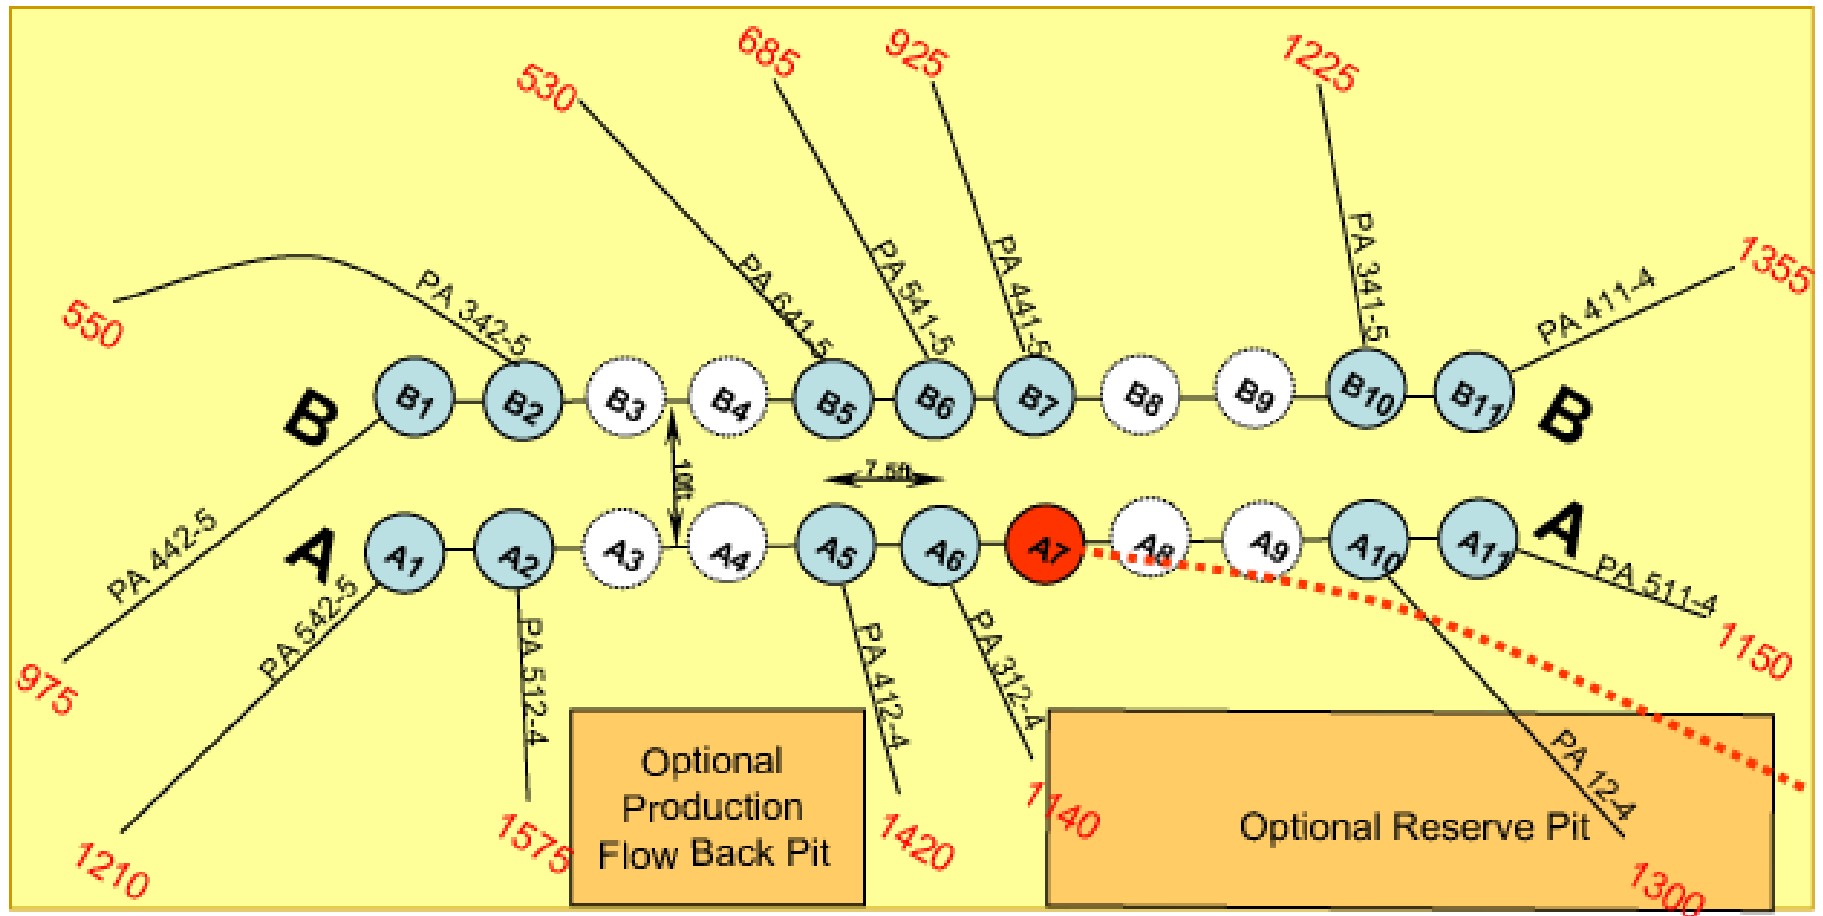 685
925
1225
530
1355
550
PA 342-5
PA 641-5
PA 541-5
PA 441-5
PA 341-5
PA 411-4
B
B1
B2
B3
B4
B5
B6
B7
B8
B9
B10
B11
B
10ft
7.5ft
PA 442-5
A
A1
A2
A3
A4
A5
A6
A7
A8
A9
A10
A11
A
PA 511-4
975
PA 542-5
PA 512-4
PA 412-4
PA 312-4
1150
PA 12-4
1210
1575
Optional
Production
Flow Back Pit
1420
1140
Optional Reserve Pit
1300